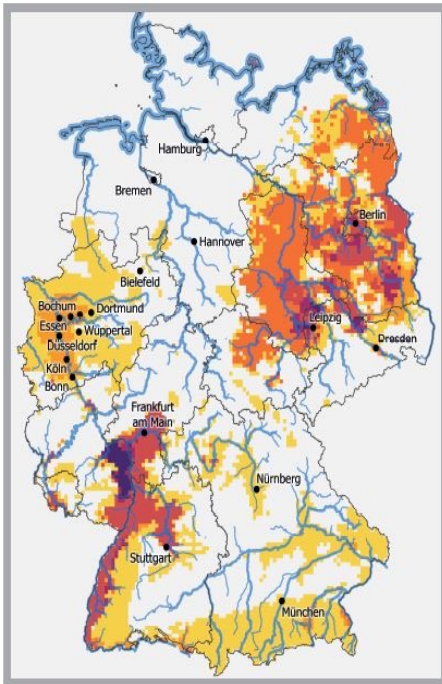 Hamburg
Bremen
Berlin
Hannover
Bielefeld
Bochum
Dortmund
Essen
Wuppertal
Düsseldorf
Leipzig
Dresden
Köln
Bonn
Frankfurt
am Main
Nürnberg
Stuttgart
München